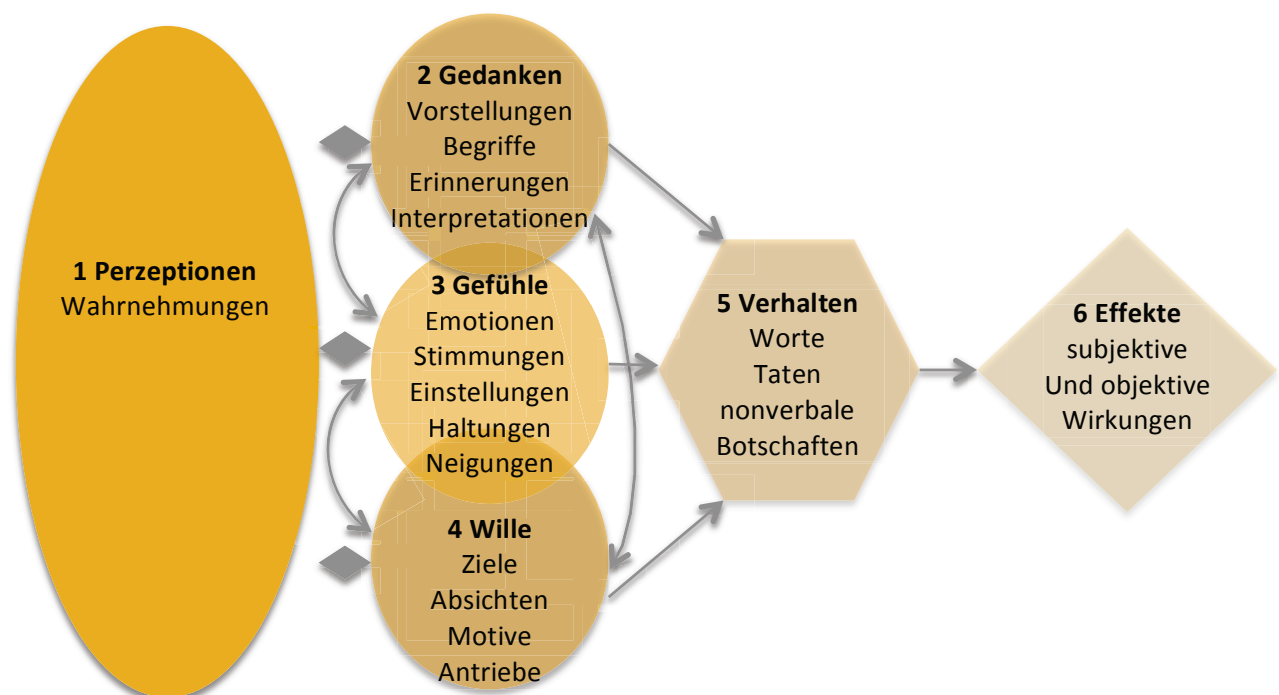 1 Perzeptionen
Wahrnehmungen
2 Gedanken
Vorstellungen
Begriffe
Erinnerungen
Interpretationen
3 Gefühle
Emotionen
Stimmungen
Einstellungen
Haltungen
Neigungen
4 Wille
Ziele
Absichten
Motive
Antriebe
5 Verhalten
Worte
Taten
nonverbale
Botschaften
6 Effekte
subjektive
Und objektive
Wirkungen